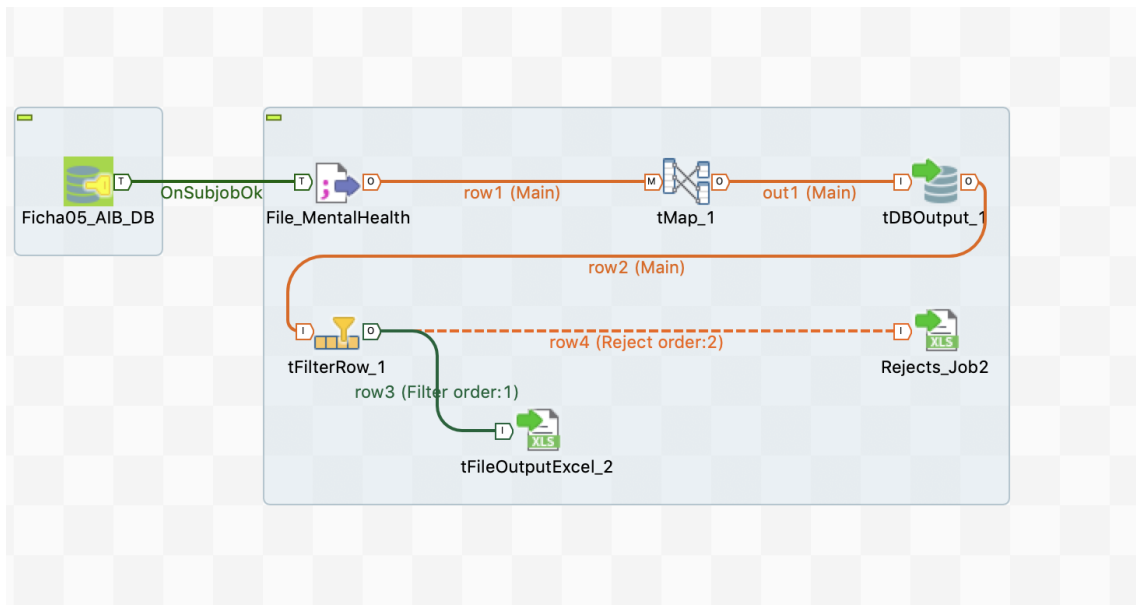 T
OnSubjobOk
T
O
row1 (Main)
M
O
out1 (Main)
I
O
Ficha05_AIB_DB
File_MentalHealth
tMap_1
tDBOutput_1
row2 (Main)
I
O
row4 (Reject order:2)
I
XLS
tFilterRow_1
Rejects_Job2
row3 (Filter order:1)
I
XLS
tFileOutputExcel_2